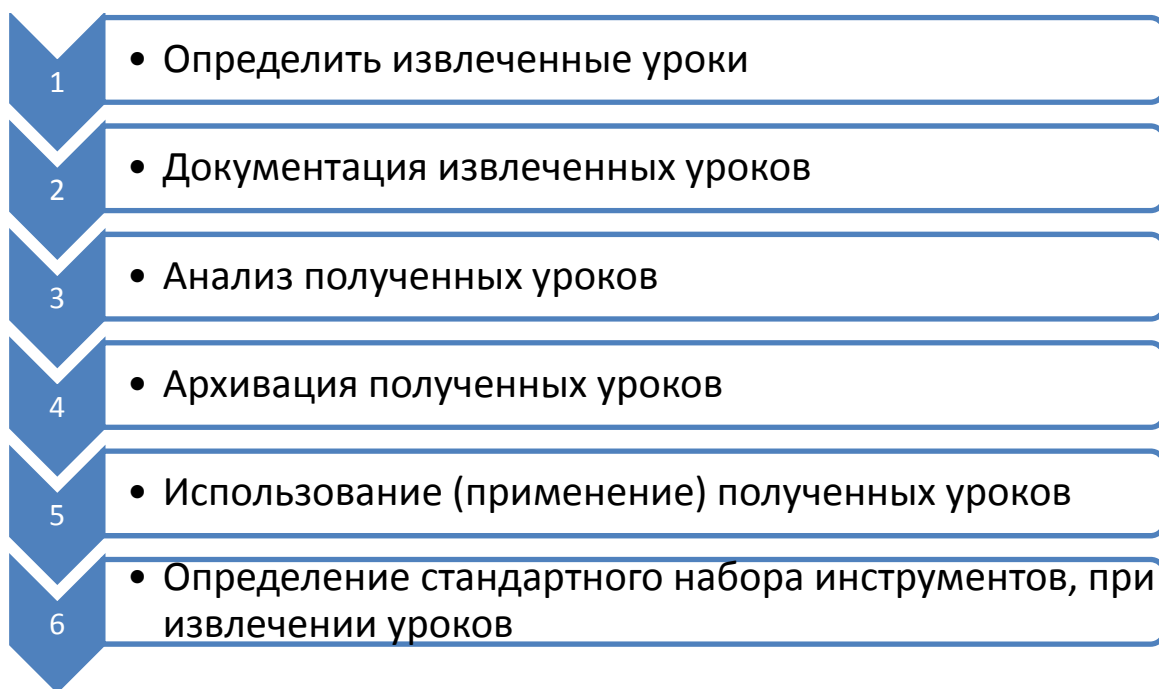 1
• Определить извлеченные уроки
2
• Документация извлеченных уроков
3
• Анализ полученных уроков
4
• Архивация полученных уроков
5
• Использование (применение) полученных уроков
6
• Определение стандартного набора инструментов, при
извлечении уроков